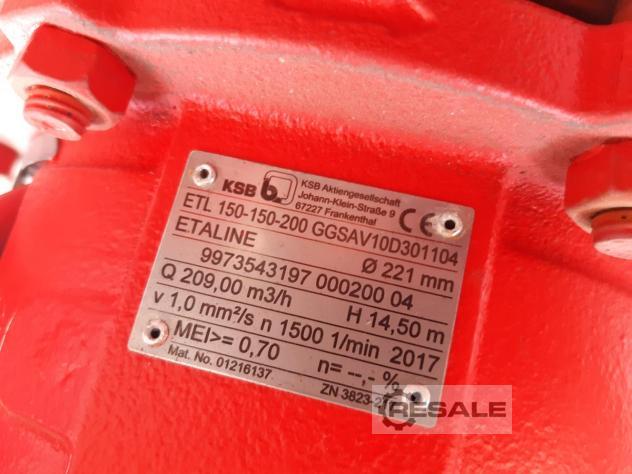 KSB b.
KSB Aktiengesellschaft
Johann-Klein-Straße 9
67227 Frankenthal
CE
ETL 150-150-200 GGSAV10D301104
ETALINE Ø 221 mm
9973543197 000200 04
Q 209,00 m3/h H 14,50 m
v 1,0 mm²/s n 1500 1/min 2017
MEI>= 0,70 η= --,- %
Mat. No. 01216137 ZN 3823-
RESALE